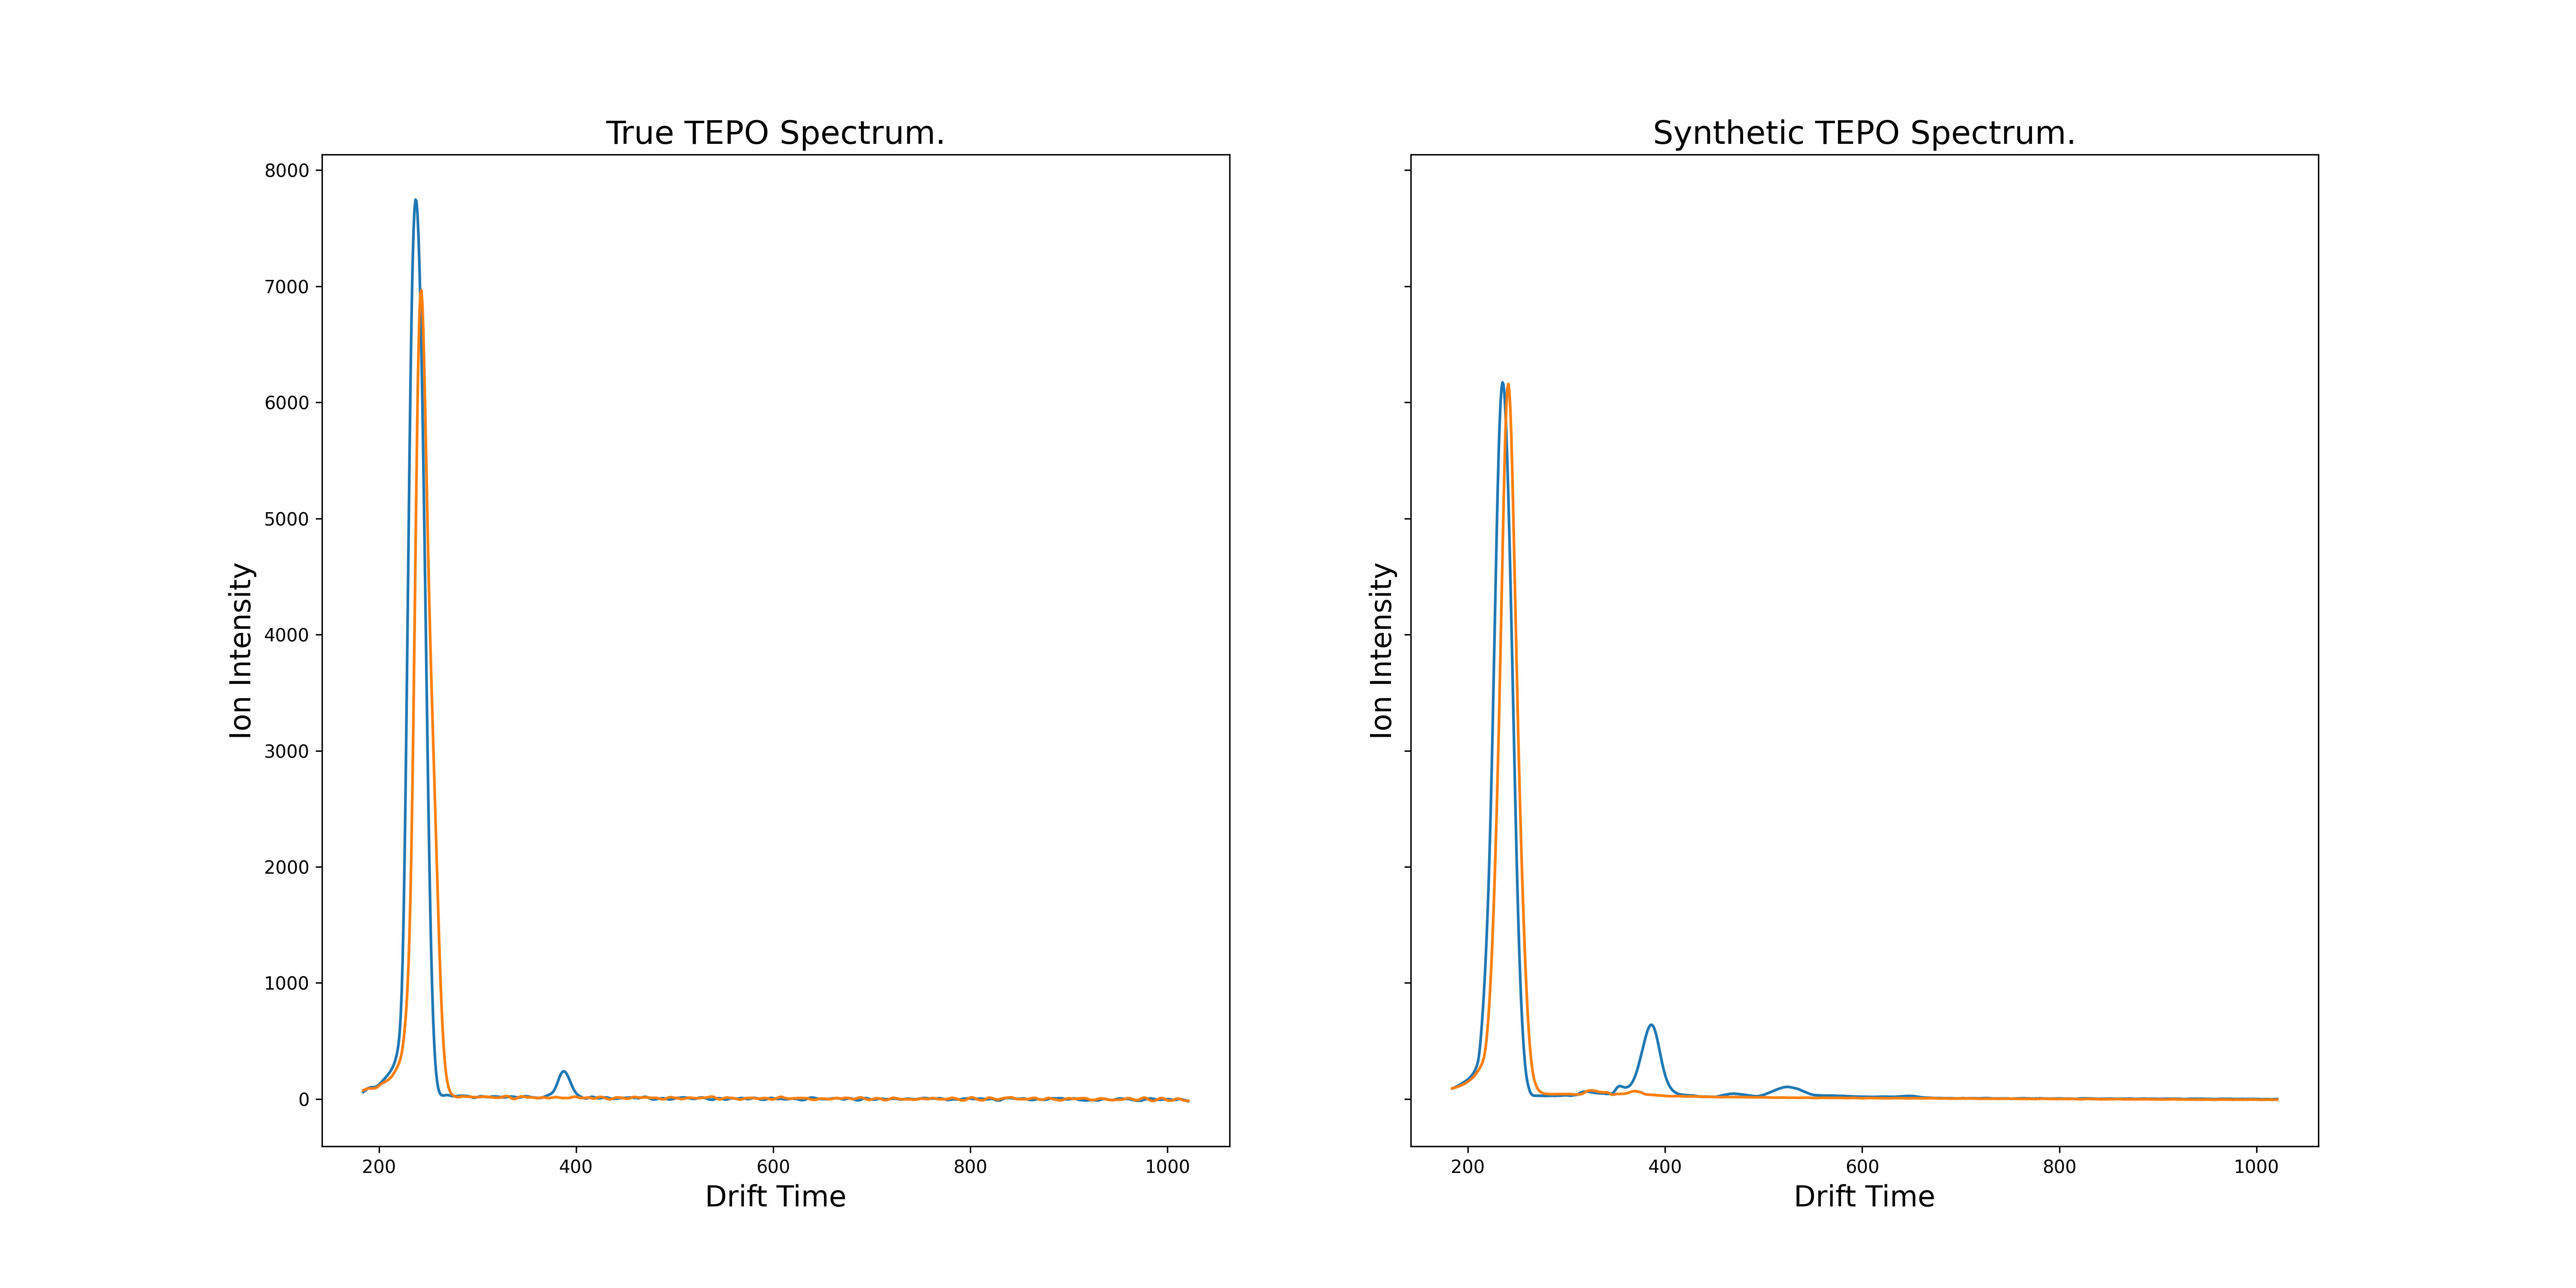 True TEPO Spectrum.
Synthetic TEPO Spectrum.
8000
7000
6000
5000
4000
3000
2000
1000
0
Ion Intensity
Ion Intensity
200 400 600 800 1000
200 400 600 800 1000
Drift Time
Drift Time